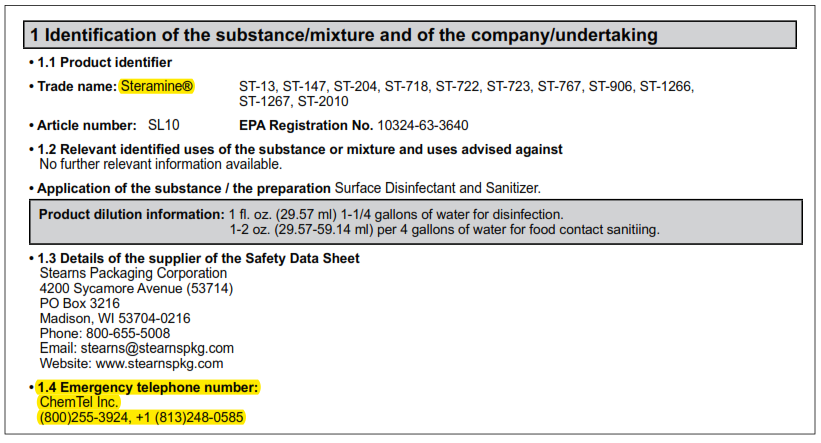 1 Identification of the substance/mixture and of the company/undertaking
• 1.1 Product identifier
• Trade name: Steramine® ST-13, ST-147, ST-204, ST-718, ST-722, ST-723, ST-767, ST-906, ST-1266,
ST-1267, ST-2010
• Article number: SL10 EPA Registration No. 10324-63-3640
• 1.2 Relevant identified uses of the substance or mixture and uses advised against
No further relevant information available.
• Application of the substance / the preparation Surface Disinfectant and Sanitizer.
Product dilution information: 1 fl. oz. (29.57 ml) 1-1/4 gallons of water for disinfection.
1-2 oz. (29.57-59.14 ml) per 4 gallons of water for food contact sanitiing.
• 1.3 Details of the supplier of the Safety Data Sheet
Stearns Packaging Corporation
4200 Sycamore Avenue (53714)
PO Box 3216
Madison, WI 53704-0216
Phone: 800-655-5008
Email: stearns@stearnspkg.com
Website: www.stearnspkg.com
• 1.4 Emergency telephone number:
ChemTel Inc.
(800)255-3924, +1 (813)248-0585